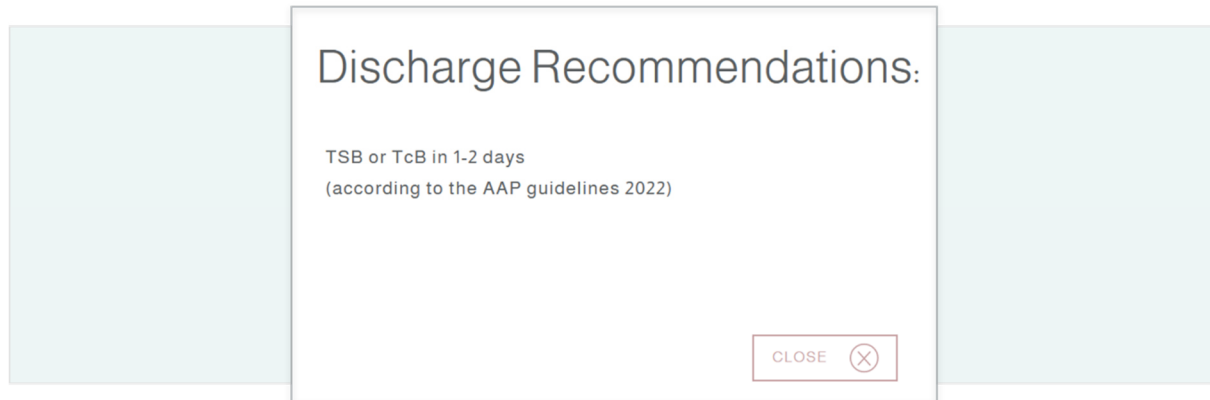 Discharge Recommendations:
TSB or TcB in 1-2 days
(according to the AAP guidelines 2022)
CLOSE